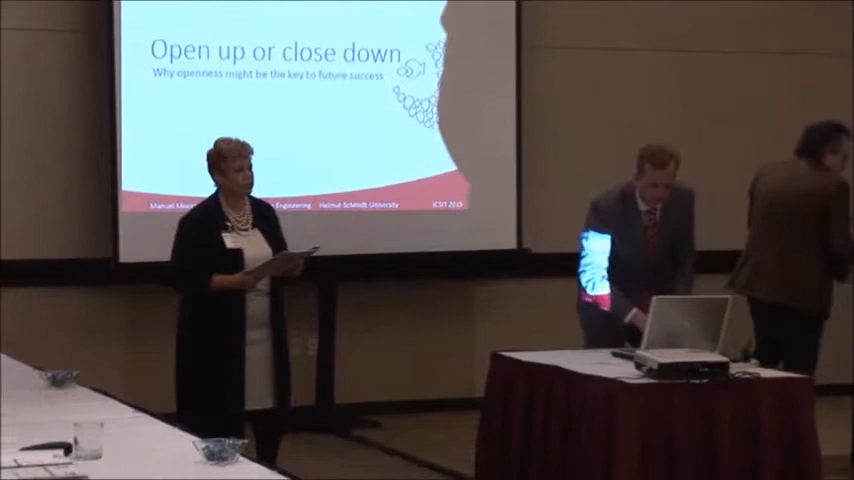 Open up or close down
Why openness might be the key to future success
Manuel
Engineering | Helmut-Schmidt-University
ICSIT 2015